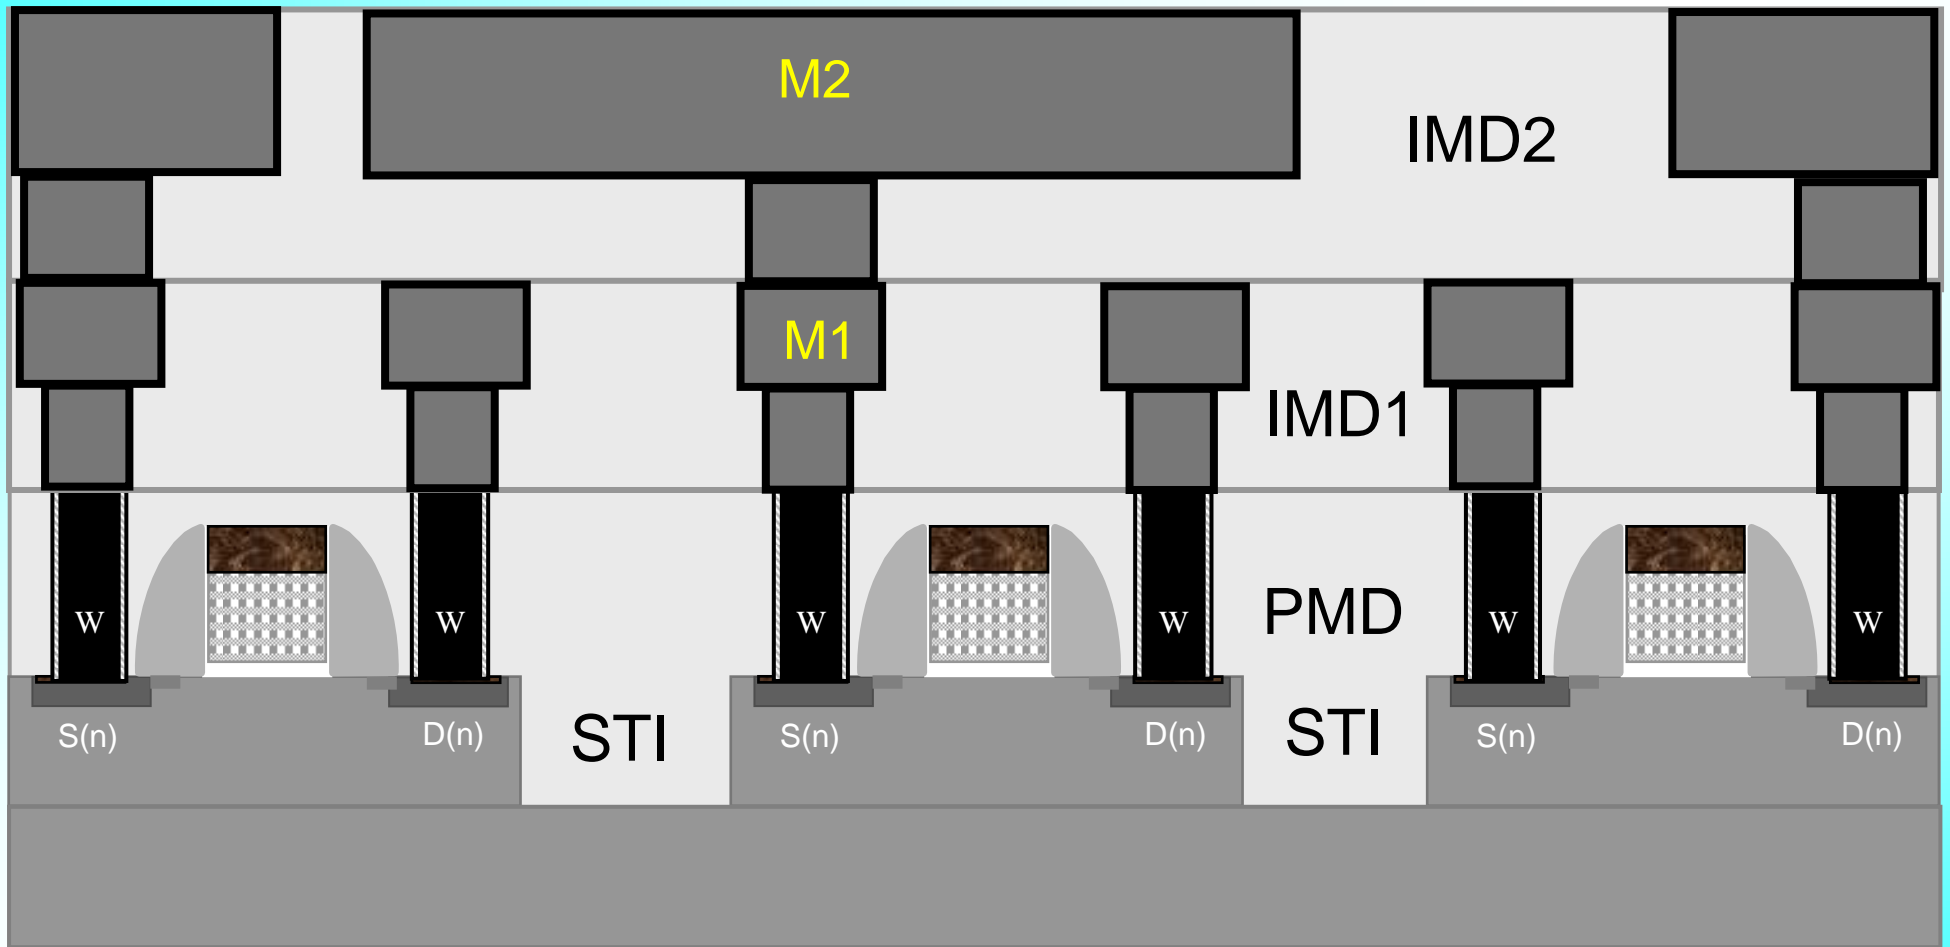 M2
IMD2
M1
IMD1
W
W
W
W
W
W
PMD
S(n)
D(n)
STI
S(n)
D(n)
STI
S(n)
D(n)